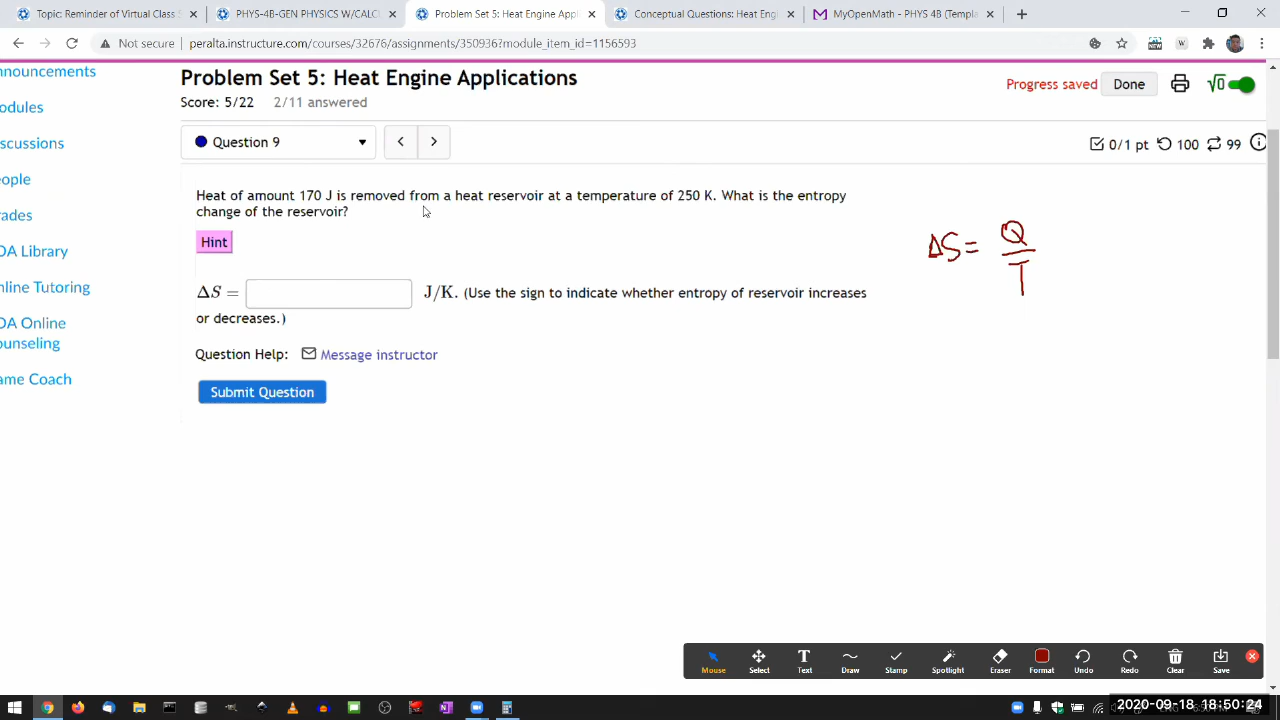 Topic: Reminder of Virtual Class
PHYS-4B-GEN PHYSICS W/CALC
Problem Set 5: Heat Engine Appl
Conceptual Questions: Heat Eng
MyOpenMath - PHYS 4B (Templa
Not secure | peralta.instructure.com/courses/32676/assignments/350936?module_item_id=1156593
nnouncements
odules
scussions
eople
rades
OA Library
nline Tutoring
OA Online
ounseling
ame Coach
Problem Set 5: Heat Engine Applications
Score: 5/22 2/11 answered
Progress saved Done √0
Question 9 < >
0/1 pt 100 99
Heat of amount 170 J is removed from a heat reservoir at a temperature of 250 K. What is the entropy
change of the reservoir?
Hint
ΔS = J/K. (Use the sign to indicate whether entropy of reservoir increases
or decreases.)
Question Help: Message instructor
Submit Question
ΔS = Q/T
Mouse Select Text Draw Stamp Spotlight Eraser Format Undo Redo Clear Save
2020-09-18 18:50:24